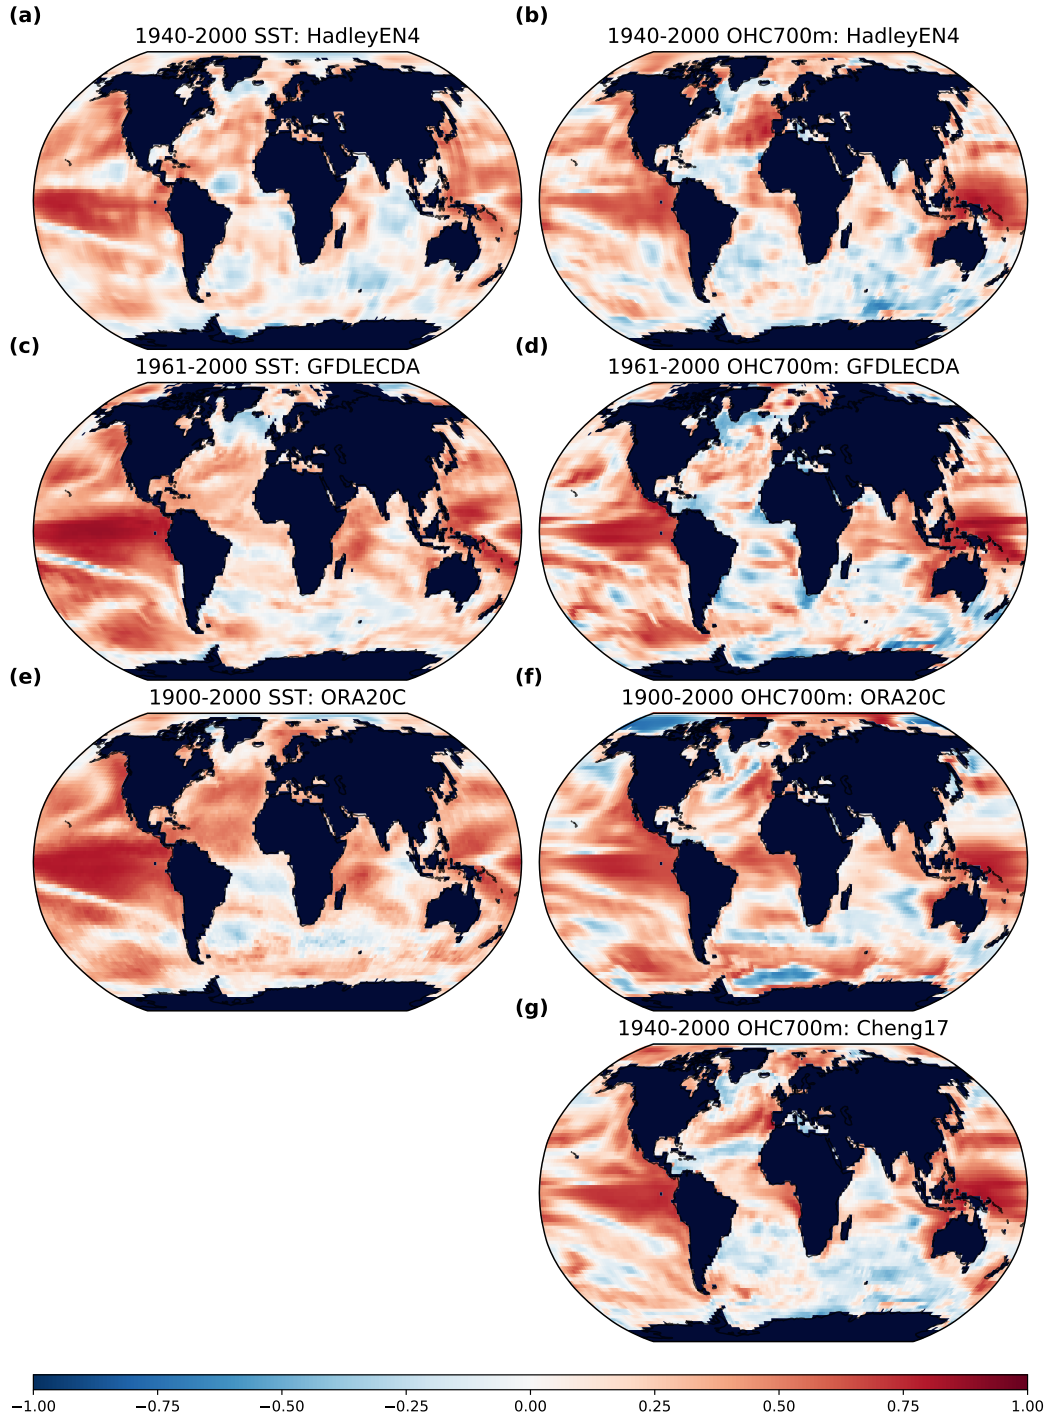 (a)
1940-2000 SST: HadleyEN4
(b)
1940-2000 OHC700m: HadleyEN4
(c)
1961-2000 SST: GFDLECDA
(d)
1961-2000 OHC700m: GFDLECDA
(e)
1900-2000 SST: ORA20C
(f)
1900-2000 OHC700m: ORA20C
(g)
1940-2000 OHC700m: Cheng17
−1.00 −0.75 −0.50 −0.25 0.00 0.25 0.50 0.75 1.00